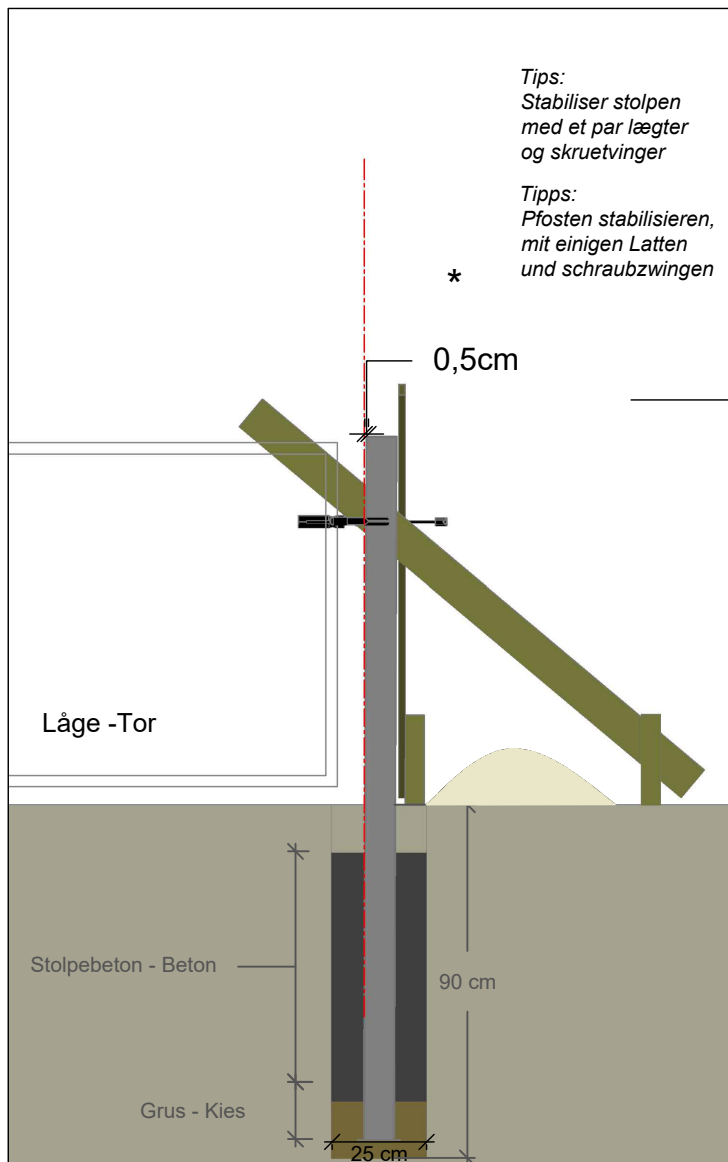 Tips:
Stabiliser stolpen
med et par lægter
og skruetvinger
Tipps:
Pfosten stabilisieren,
mit einigen Latten
und schraubzwingen
*
0,5cm
Låge -Tor
Stolpebeton - Beton
90 cm
Grus - Kies
25 cm